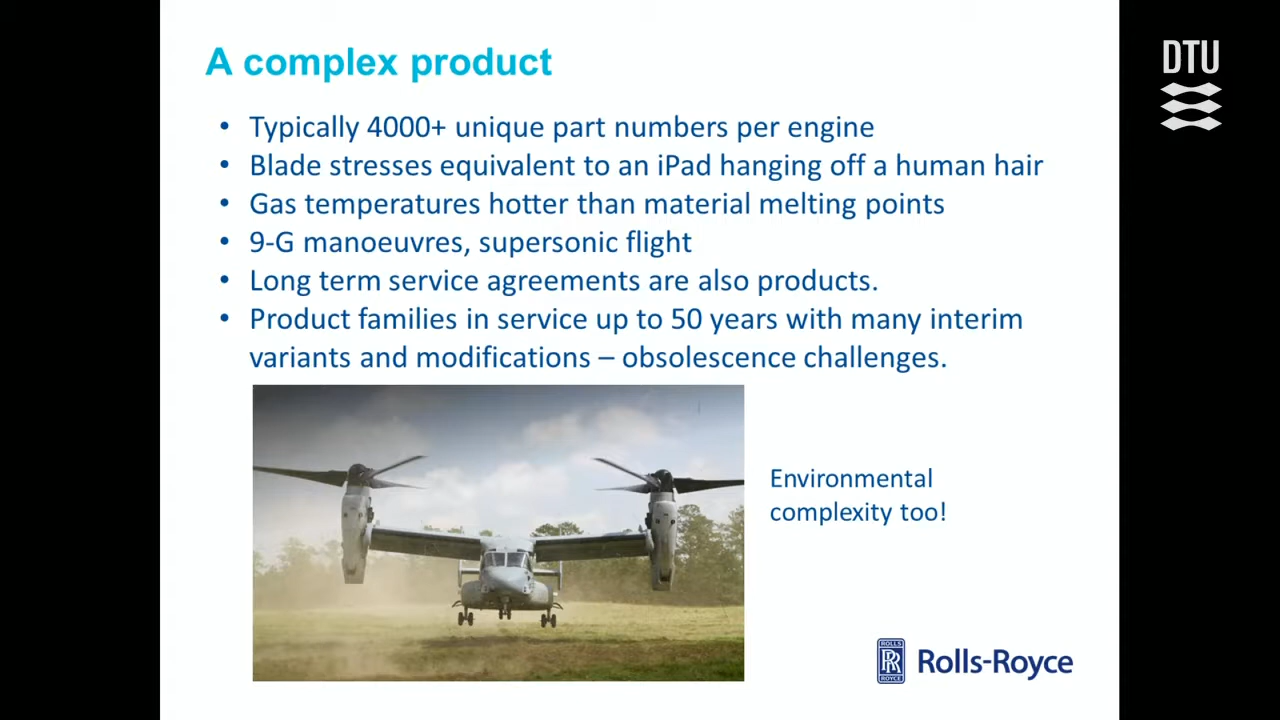 A complex product
DTU
• Typically 4000+ unique part numbers per engine
• Blade stresses equivalent to an iPad hanging off a human hair
• Gas temperatures hotter than material melting points
• 9-G manoeuvres, supersonic flight
• Long term service agreements are also products.
• Product families in service up to 50 years with many interim
variants and modifications – obsolescence challenges.
Environmental
complexity too!
ROLLS
RR
ROYCE
Rolls-Royce